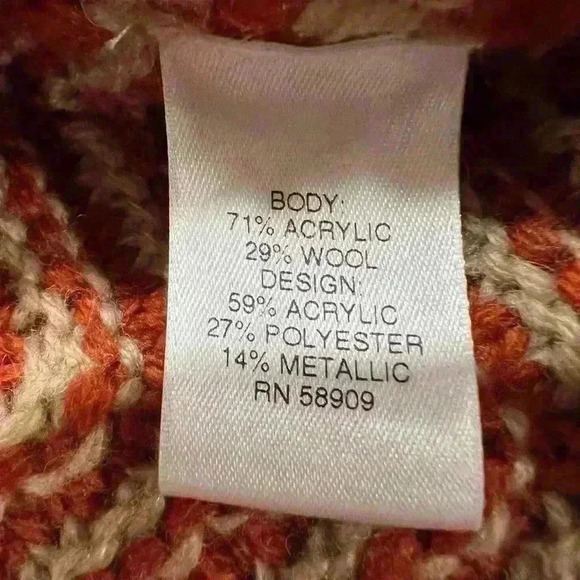 BODY:
71% ACRYLIC
29% WOOL
DESIGN:
59% ACRYLIC
27% POLYESTER
14% METALLIC
RN 58909